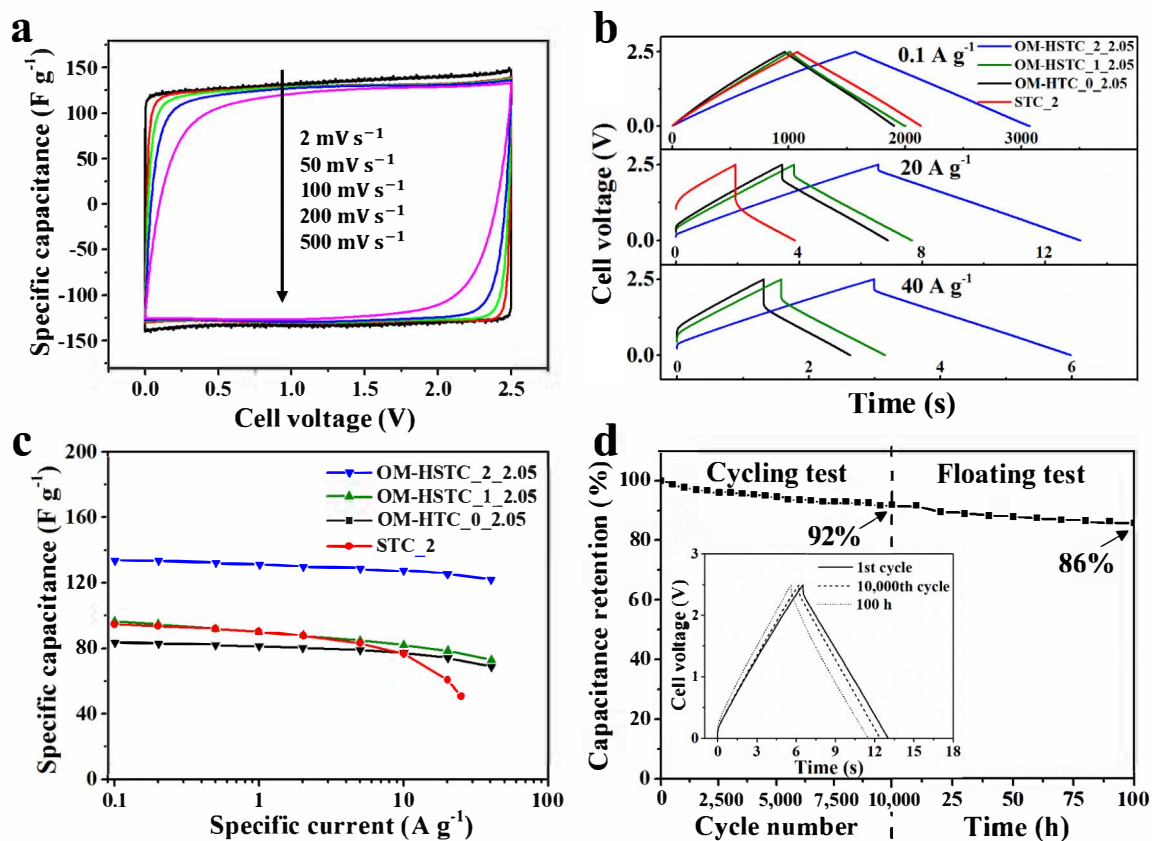 a
Specific capacitance (F g⁻¹)
150
100
50
0
-50
-100
-150
2 mV s⁻¹
50 mV s⁻¹
100 mV s⁻¹
200 mV s⁻¹
500 mV s⁻¹
0.0 0.5 1.0 1.5 2.0 2.5
Cell voltage (V)
b
Cell voltage (V)
2.5
0.0
0.1 A g⁻¹
OM-HSTC_2_2.05
OM-HSTC_1_2.05
OM-HTC_0_2.05
STC_2
0 1000 2000 3000
2.5
0.0
20 A g⁻¹
0 4 8 12
2.5
0.0
40 A g⁻¹
0 2 4 6
Time (s)
c
Specific capacitance (F g⁻¹)
200
160
120
80
40
0
OM-HSTC_2_2.05
OM-HSTC_1_2.05
OM-HTC_0_2.05
STC_2
0.1 1 10 100
Specific current (A g⁻¹)
d
Capacitance retention (%)
100
80
60
40
20
0
Cycling test
Floating test
92%
86%
Cell voltage (V)
3
2
1
0
1st cycle
10,000th cycle
100 h
0 3 6 9 12 15 18
Time (s)
0 2,500 5,000 7,500 10,000 25 50 75 100
Cycle number
Time (h)